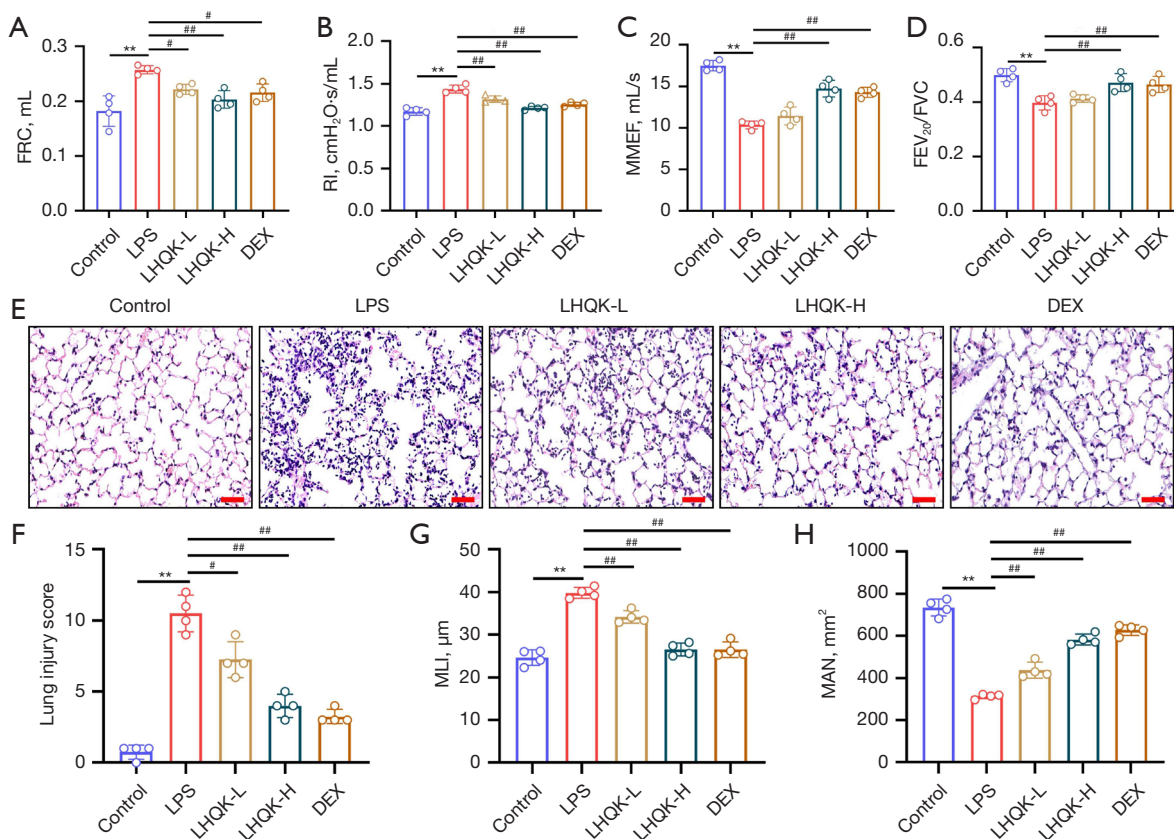 A
FRC, mL
0.3
0.2
0.1
0.0
**
#
##
#
Control
LPS
LHQK-L
LHQK-H
DEX
B
RI, cmH₂O·s/mL
2.0
1.5
1.0
0.5
0.0
**
##
##
##
Control
LPS
LHQK-L
LHQK-H
DEX
C
MMEF, mL/s
20
15
10
5
0
**
##
##
Control
LPS
LHQK-L
LHQK-H
DEX
D
FEV₂₀/FVC
0.6
0.4
0.2
0.0
**
##
##
Control
LPS
LHQK-L
LHQK-H
DEX
E
Control
LPS
LHQK-L
LHQK-H
DEX
F
Lung injury score
15
10
5
0
**
#
##
##
Control
LPS
LHQK-L
LHQK-H
DEX
G
MLI, μm
50
40
30
20
10
0
**
##
##
##
Control
LPS
LHQK-L
LHQK-H
DEX
H
MAN, mm²
1000
800
600
400
200
0
**
##
##
##
Control
LPS
LHQK-L
LHQK-H
DEX